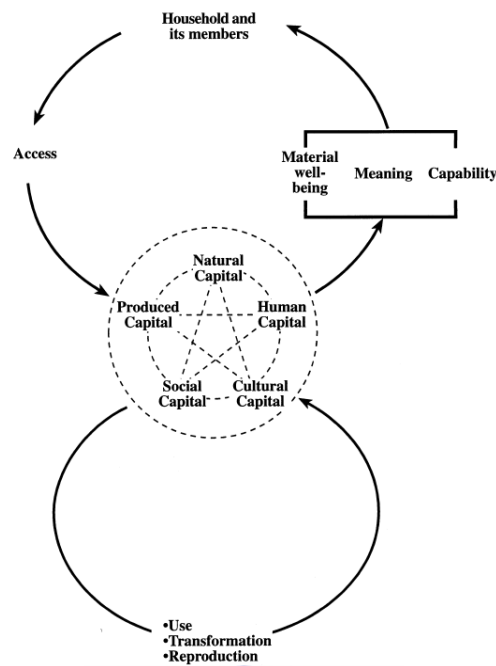 Household and
its members
Access
Material
well-
being
Meaning
Capability
Natural
Capital
Produced
Capital
Human
Capital
Social
Capital
Cultural
Capital
•Use
•Transformation
•Reproduction